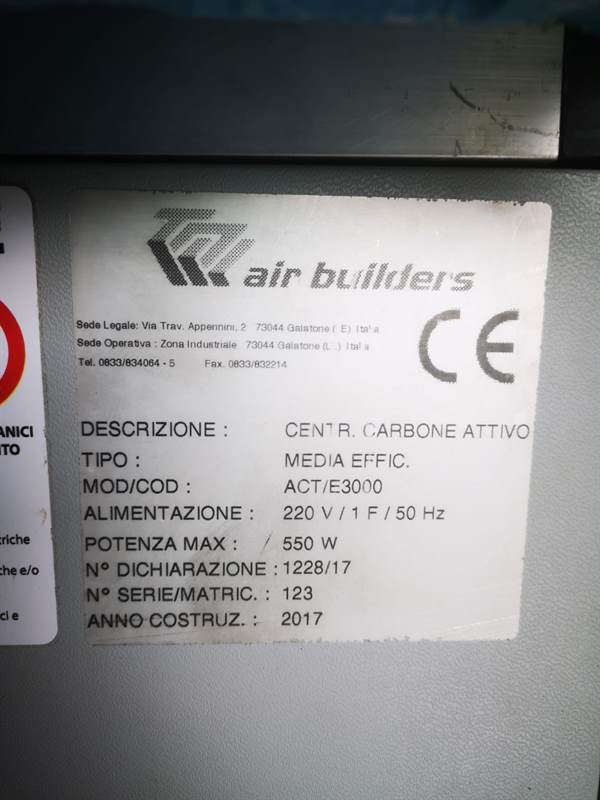 air builders
Sede Legale: Via Trav. Appennini, 2 73044 Galatone ( E) Italia
Sede Operativa : Zona Industriale 73044 Galatone (L..) Italia
Tel. 0833/834064 - 5 Fax. 0833/832214
CE
DESCRIZIONE : CENTR. CARBONE ATTIVO
TIPO : MEDIA EFFIC.
MOD/COD : ACT/E3000
ALIMENTAZIONE : 220 V / 1 F / 50 Hz
POTENZA MAX : 550 W
N° DICHIARAZIONE : 1228/17
N° SERIE/MATRIC. : 123
ANNO COSTRUZ. : 2017
ANICI
TO
triche
che e/o
ci e